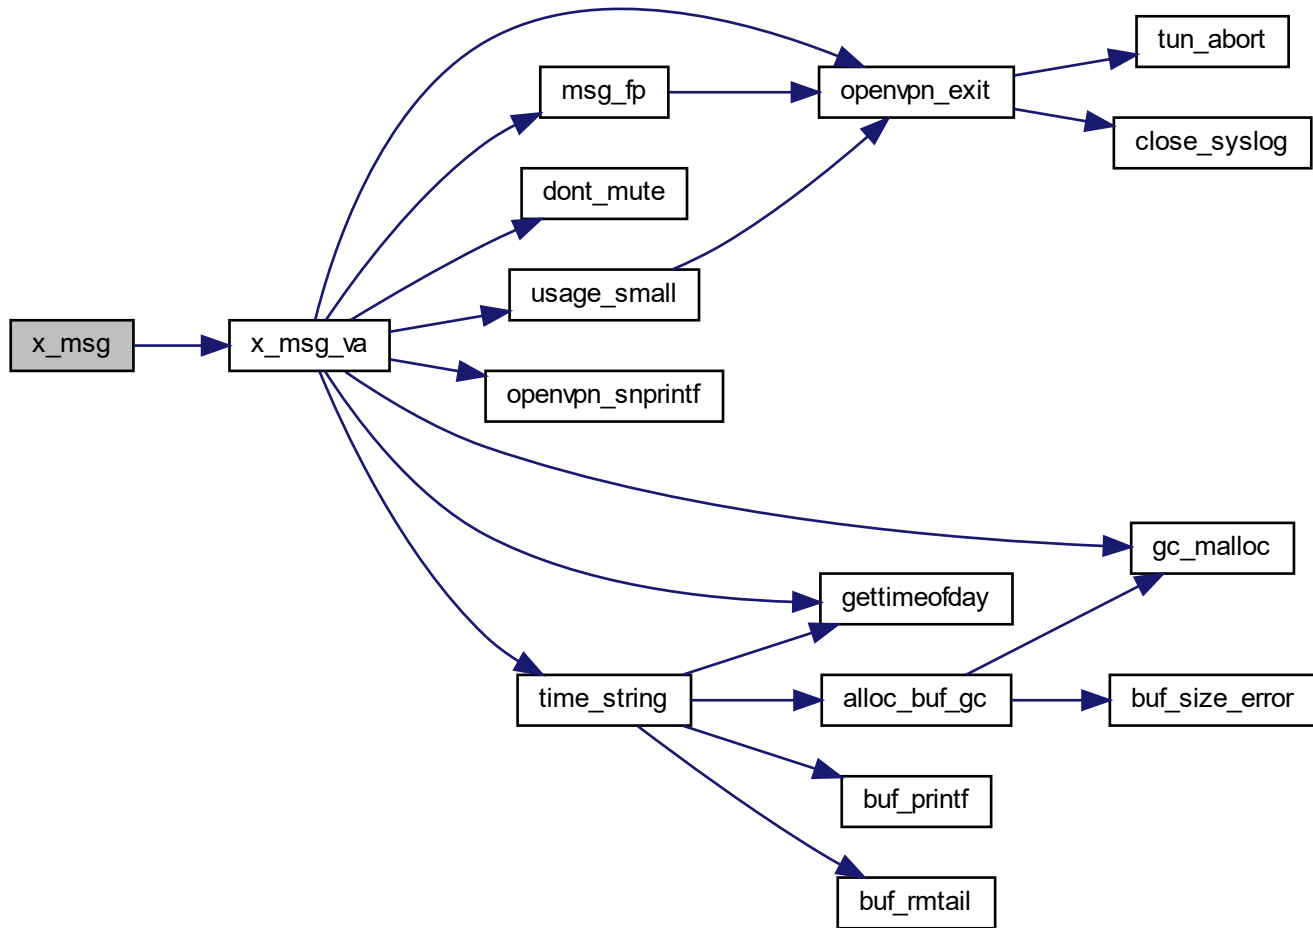 tun_abort
msg_fp
openvpn_exit
close_syslog
dont_mute
usage_small
x_msg
x_msg_va
openvpn_snprintf
gc_malloc
gettimeofday
time_string
alloc_buf_gc
buf_size_error
buf_printf
buf_rmtail